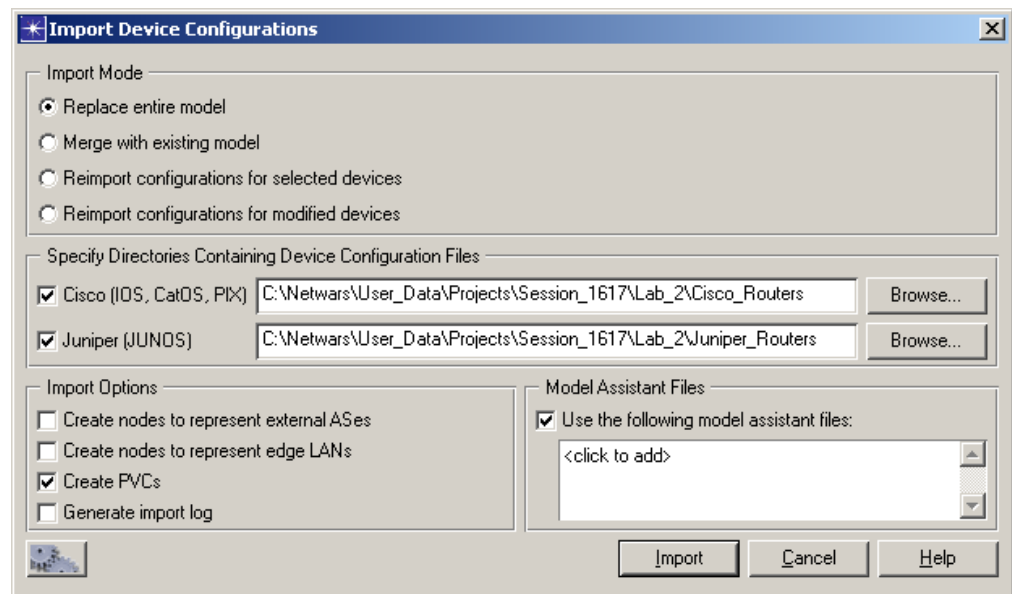 Import Device Configurations
Import Mode
Replace entire model
Merge with existing model
Reimport configurations for selected devices
Reimport configurations for modified devices
Specify Directories Containing Device Configuration Files
Cisco (IOS, CatOS, PIX) C:\Netwars\User_Data\Projects\Session_1617\Lab_2\Cisco_Routers Browse...
Juniper (JUNOS) C:\Netwars\User_Data\Projects\Session_1617\Lab_2\Juniper_Routers Browse...
Import Options
Create nodes to represent external ASes
Create nodes to represent edge LANs
Create PVCs
Generate import log
Model Assistant Files
Use the following model assistant files:
<click to add>
Import Cancel Help